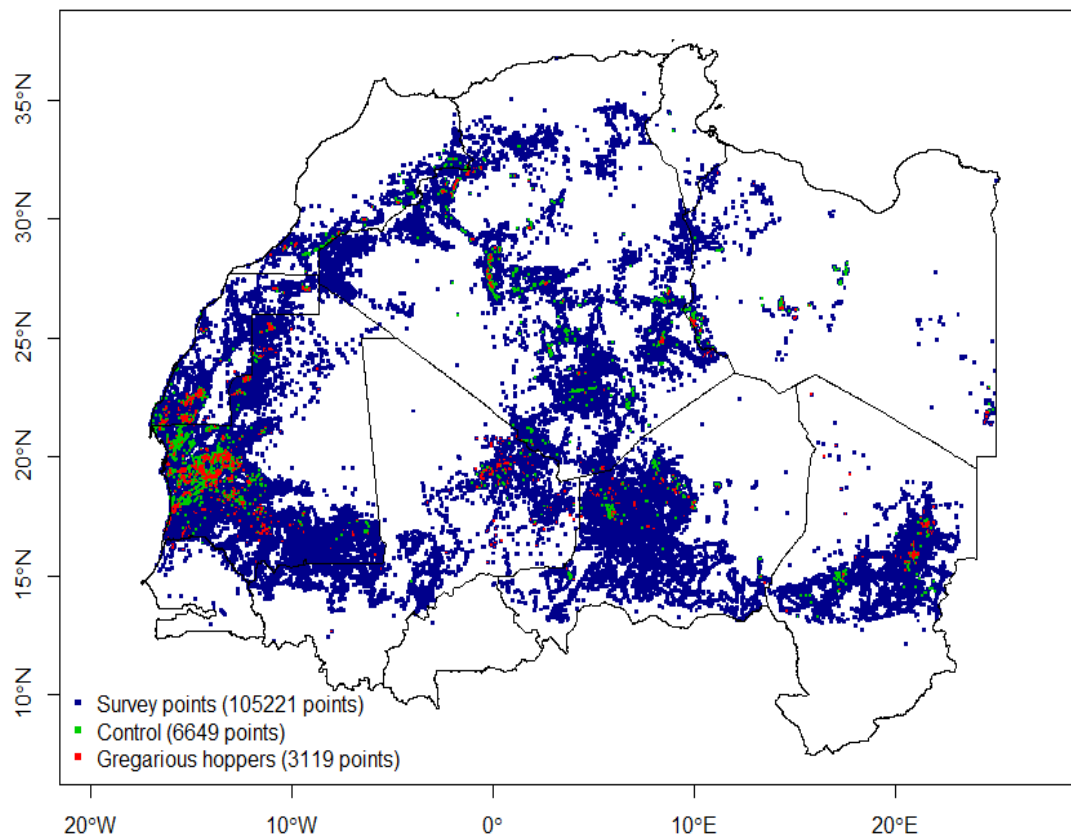 35°N
30°N
25°N
20°N
15°N
10°N
Survey points (105221 points)
Control (6649 points)
Gregarious hoppers (3119 points)
20°W 10°W 0° 10°E 20°E